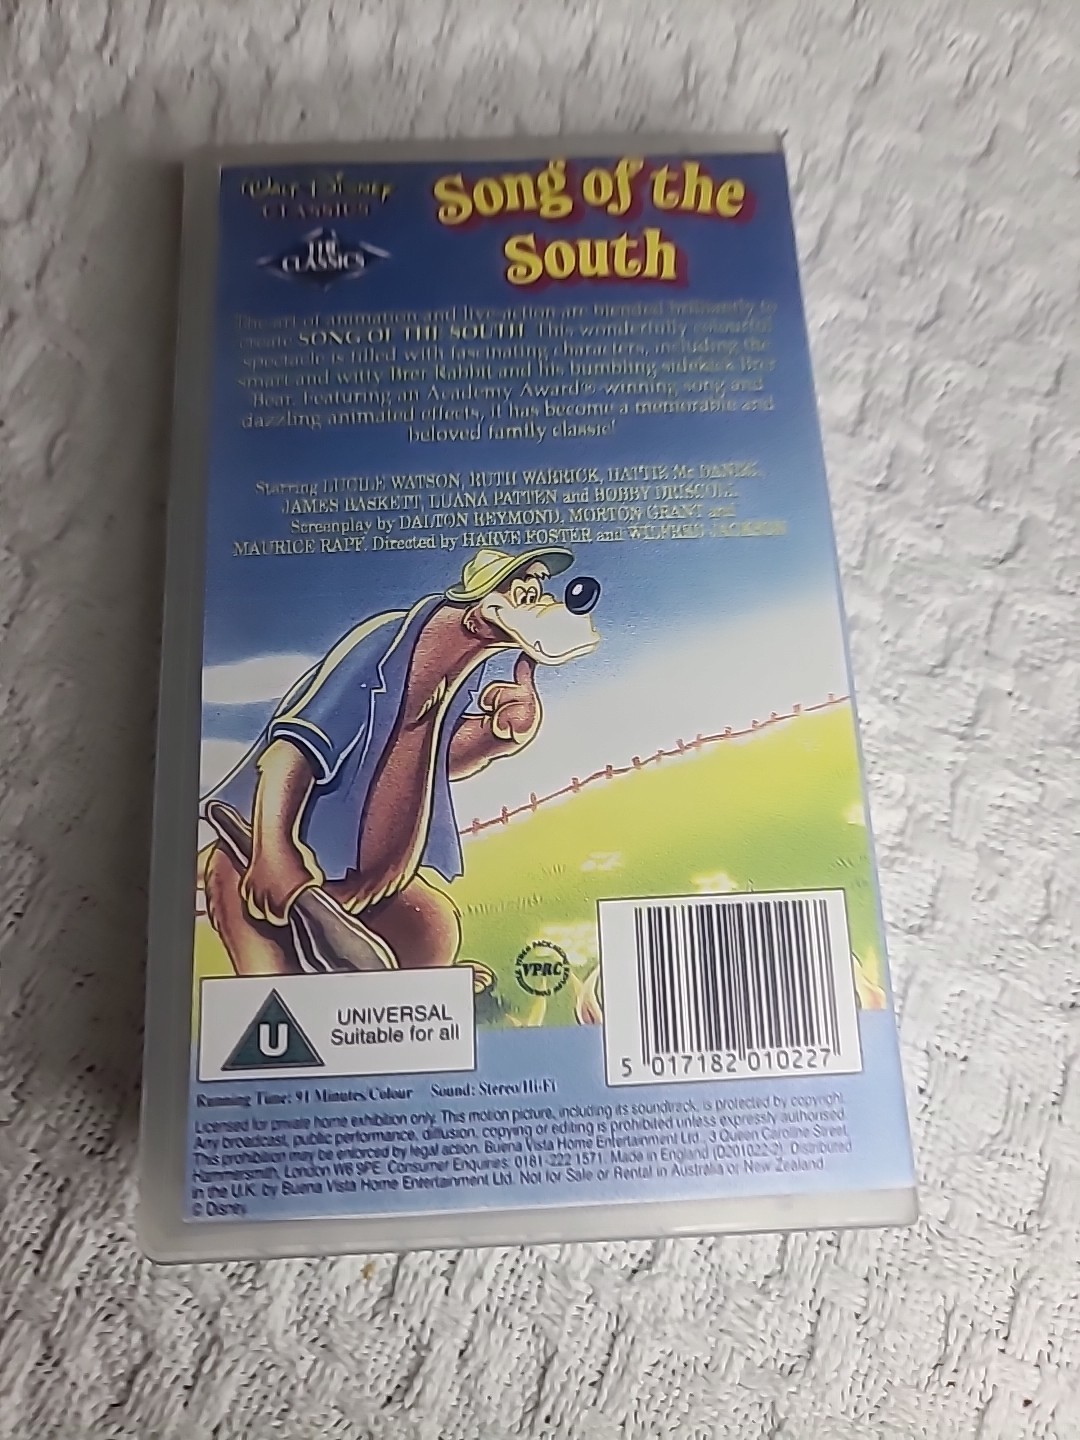 WALT DISNEY
CLASSICS
Song of the
South
THE
CLASSICS
The art of animation and live-action are blended brilliantly to
create SONG OF THE SOUTH This wonderfully colourful
spectacle is filled with fascinating characters, including the
smart and witty Brer Rabbit and his bumbling sidekick Brer
Bear. Featuring an Academy Award®-winning song and
dazzling animated effects, it has become a memorable and
beloved family classic!
Starring LUCILE WATSON, RUTH WARRICK, HATTIE Mc DANIEL,
JAMES BASKETT, LUANA PATTEN and BOBBY DRISCOLL.
Screenplay by DALTON REYMOND, MORTON GRANT and
MAURICE RAPF. Directed by HARVE FOSTER and WILFRED JACKSON
VPRC
U
UNIVERSAL
Suitable for all
5 017182 010227
Running Time: 91 Minutes Colour Sound: Stereo/Hi-Fi
Licensed for private home exhibition only. This motion picture, including its soundtrack, is protected by copyright.
Any broadcast, public performance, diffusion, copying or editing is prohibited unless expressly authorised.
This prohibition may be enforced by legal action. Buena Vista Home Entertainment Ltd., 3 Queen Caroline Street,
Hammersmith, London W6 9PE. Consumer Enquiries: 0181-222 1571. Made in England (D201022-2). Distributed
in the U.K. by Buena Vista Home Entertainment Ltd. Not for Sale or Rental in Australia or New Zealand.
© Disney